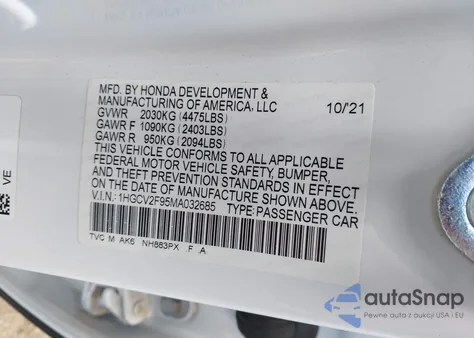 MFD. BY HONDA DEVELOPMENT &
MANUFACTURING OF AMERICA, LLC 10/'21
GVWR 2030KG (4475LBS)
GAWR F 1090KG (2403LBS)
GAWR R 950KG (2094LBS)
THIS VEHICLE CONFORMS TO ALL APPLICABLE
FEDERAL MOTOR VEHICLE SAFETY, BUMPER,
AND THEFT PREVENTION STANDARDS IN EFFECT
ON THE DATE OF MANUFACTURE SHOWN ABOVE.
V.I.N.: 1HGCV2F95MA032685 TYPE: PASSENGER CAR
TVC M AK6 NH883PX F A
VE
autoSnap
Pewne auta z aukcji USA i EU